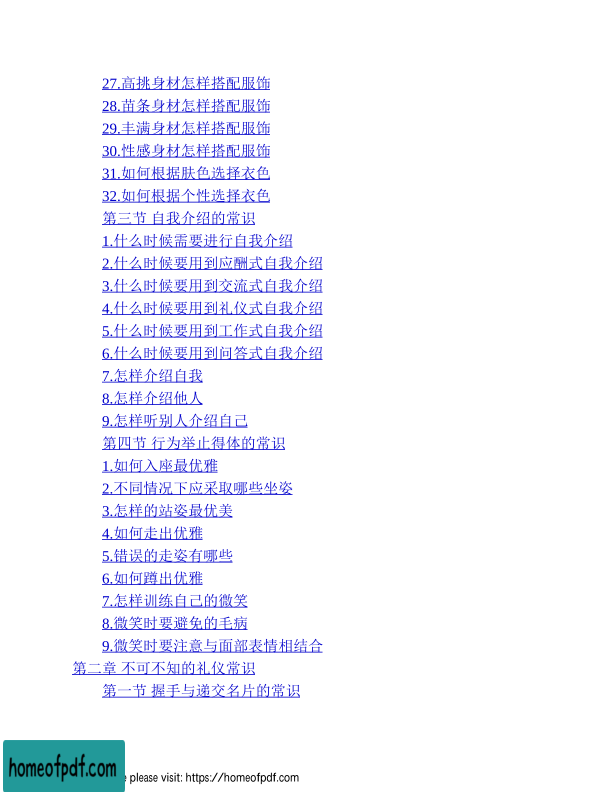 27.高挑身材怎样搭配服饰
28.苗条身材怎样搭配服饰
29.丰满身材怎样搭配服饰
30.性感身材怎样搭配服饰
31.如何根据肤色选择衣色
32.如何根据个性选择衣色
第三节 自我介绍的常识
1.什么时候需要进行自我介绍
2.什么时候要用到应酬式自我介绍
3.什么时候要用到交流式自我介绍
4.什么时候要用到礼仪式自我介绍
5.什么时候要用到工作式自我介绍
6.什么时候要用到问答式自我介绍
7.怎样介绍自我
8.怎样介绍他人
9.怎样听别人介绍自己
第四节 行为举止得体的常识
1.如何入座最优雅
2.不同情况下应采取哪些坐姿
3.怎样的站姿最优美
4.如何走出优雅
5.错误的走姿有哪些
6.如何蹲出优雅
7.怎样训练自己的微笑
8.微笑时要避免的毛病
9.微笑时要注意与面部表情相结合
第二章 不可不知的礼仪常识
第一节 握手与递交名片的常识
homeofpdf.com
please visit: https://homeofpdf.com